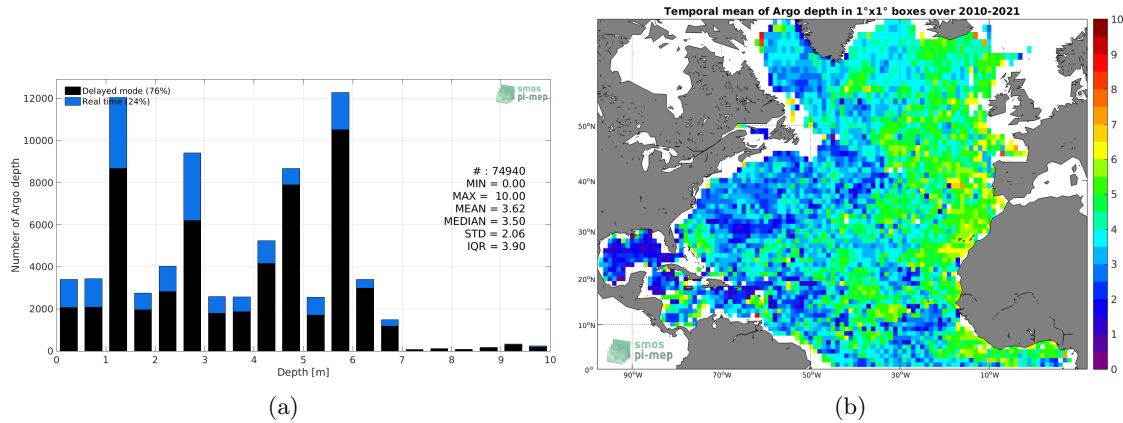 Delayed mode (76%)
Real time (24%)
smos
pi-mep
Number of Argo depth
12000
10000
8000
6000
4000
2000
0
# : 74940
MIN = 0.00
MAX = 10.00
MEAN = 3.62
MEDIAN = 3.50
STD = 2.06
IQR = 3.90
0 1 2 3 4 5 6 7 8 9 10
Depth [m]
(a)
Temporal mean of Argo depth in 1°x1° boxes over 2010-2021
50°N
40°N
30°N
20°N
10°N
0°
90°W 70°W 50°W 30°W 10°W
smos
pi-mep
10
9
8
7
6
5
4
3
2
1
0
(b)